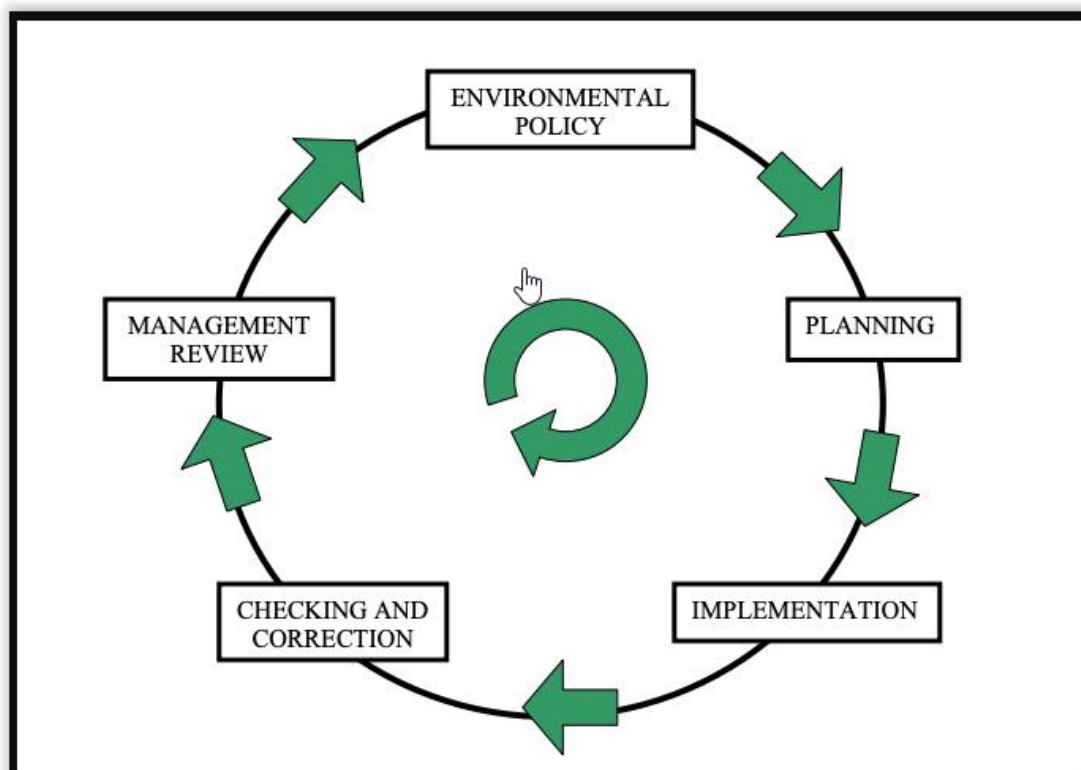 ENVIRONMENTAL
POLICY
PLANNING
IMPLEMENTATION
CHECKING AND
CORRECTION
MANAGEMENT
REVIEW